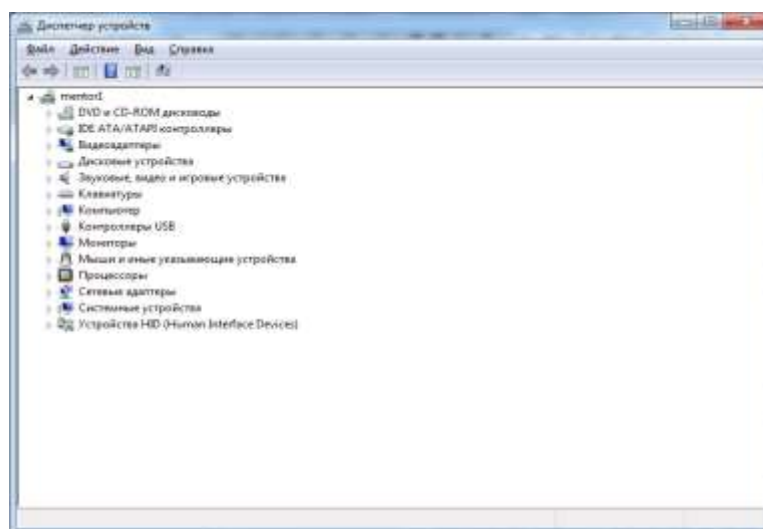 Диспетчер устройств
Файл Действие Вид Справка
mentor1
DVD и CD-ROM дисководы
IDE ATA/ATAPI контроллеры
Видеоадаптеры
Дисковые устройства
Звуковые, видео и игровые устройства
Клавиатуры
Компьютер
Контроллеры USB
Мониторы
Мыши и иные указывающие устройства
Процессоры
Сетевые адаптеры
Системные устройства
Устройства HID (Human Interface Devices)